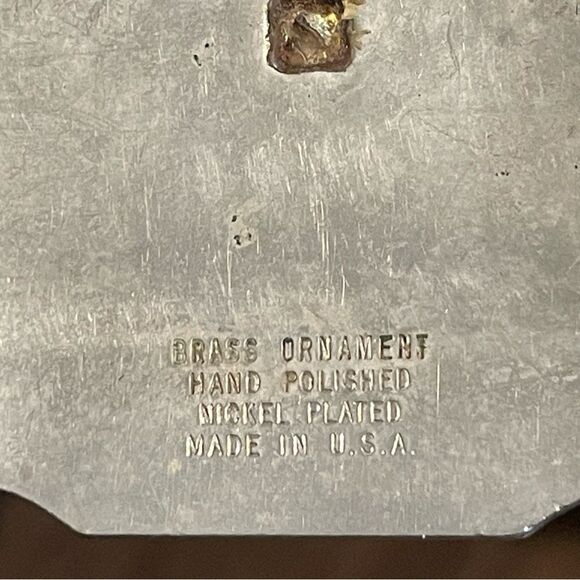 BRASS ORNAMENT
HAND POLISHED
NICKEL PLATED
MADE IN U.S.A.